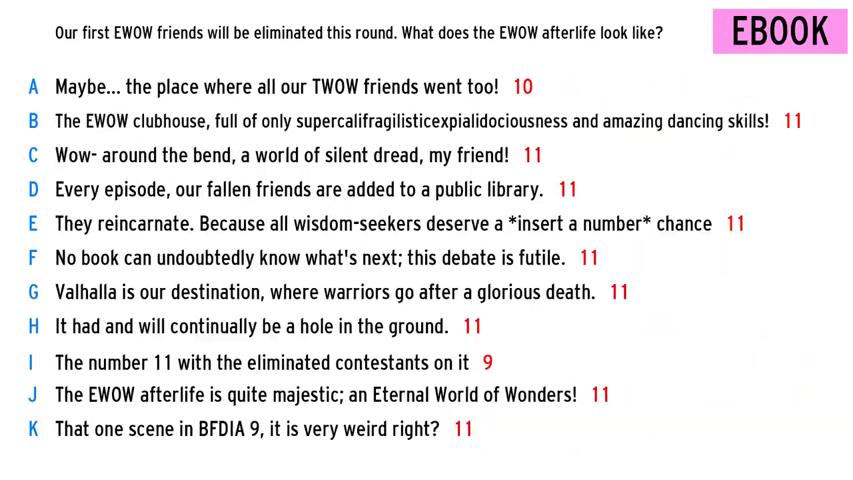 Our first EWOW friends will be eliminated this round. What does the EWOW afterlife look like?
EBOOK
A Maybe... the place where all our TWOW friends went too! 10
B The EWOW clubhouse, full of only supercalifragilisticexpialidociousness and amazing dancing skills! 11
C Wow- around the bend, a world of silent dread, my friend! 11
D Every episode, our fallen friends are added to a public library. 11
E They reincarnate. Because all wisdom-seekers deserve a *insert a number* chance 11
F No book can undoubtedly know what's next; this debate is futile. 11
G Valhalla is our destination, where warriors go after a glorious death. 11
H It had and will continually be a hole in the ground. 11
I The number 11 with the eliminated contestants on it 9
J The EWOW afterlife is quite majestic; an Eternal World of Wonders! 11
K That one scene in BFDIA 9, it is very weird right? 11